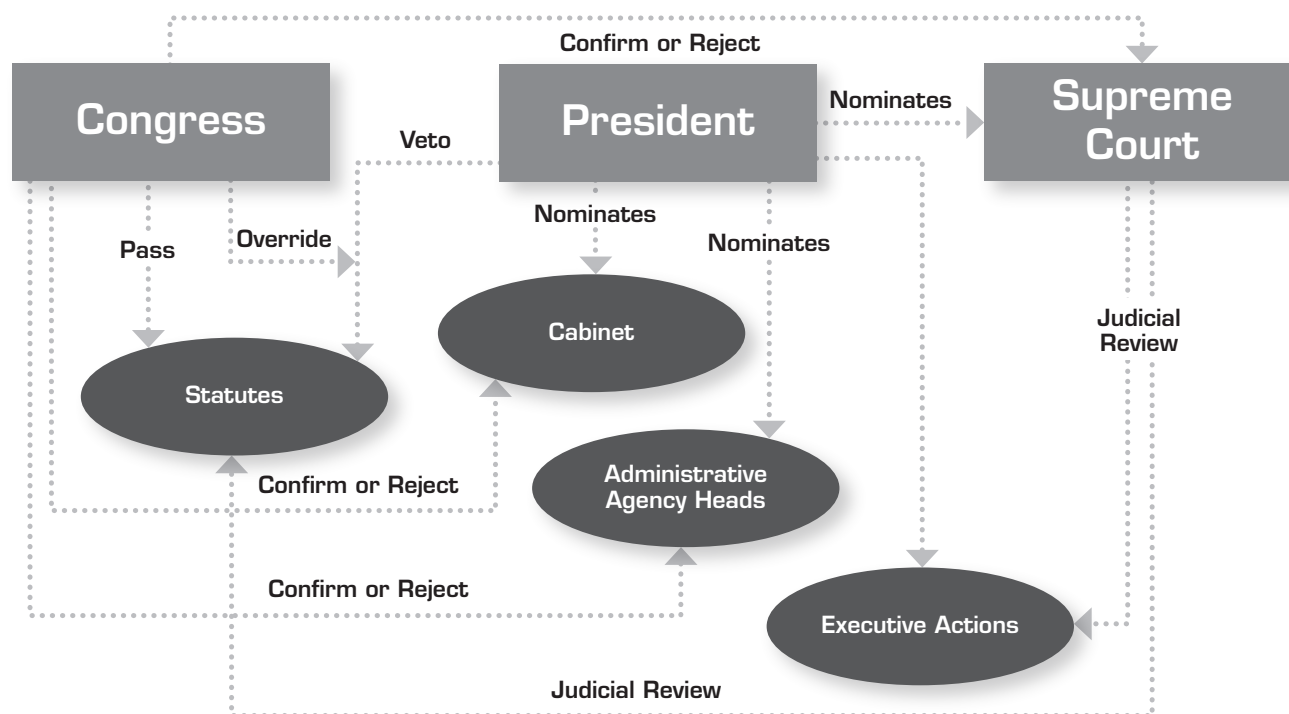 Confirm or Reject
Congress
President
Nominates
Supreme
Court
Veto
Nominates
Nominates
Pass
Override
Cabinet
Judicial
Review
Statutes
Administrative
Agency Heads
Confirm or Reject
Confirm or Reject
Executive Actions
Judicial Review